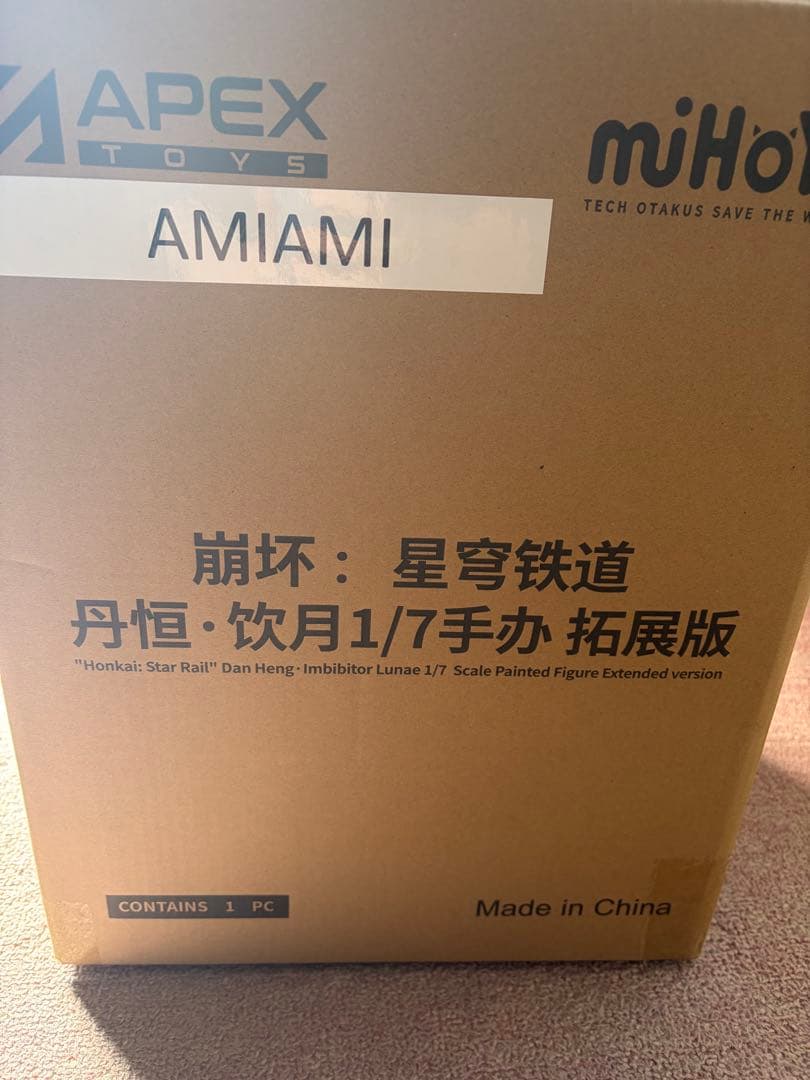 APEX
TOYS
miHoY
TECH OTAKUS SAVE THE W
AMIAMI
崩坏：星穹铁道
丹恒·饮月1/7手办 拓展版
"Honkai: Star Rail" Dan Heng·Imbibitor Lunae 1/7 Scale Painted Figure Extended version
CONTAINS 1 PC
Made in China